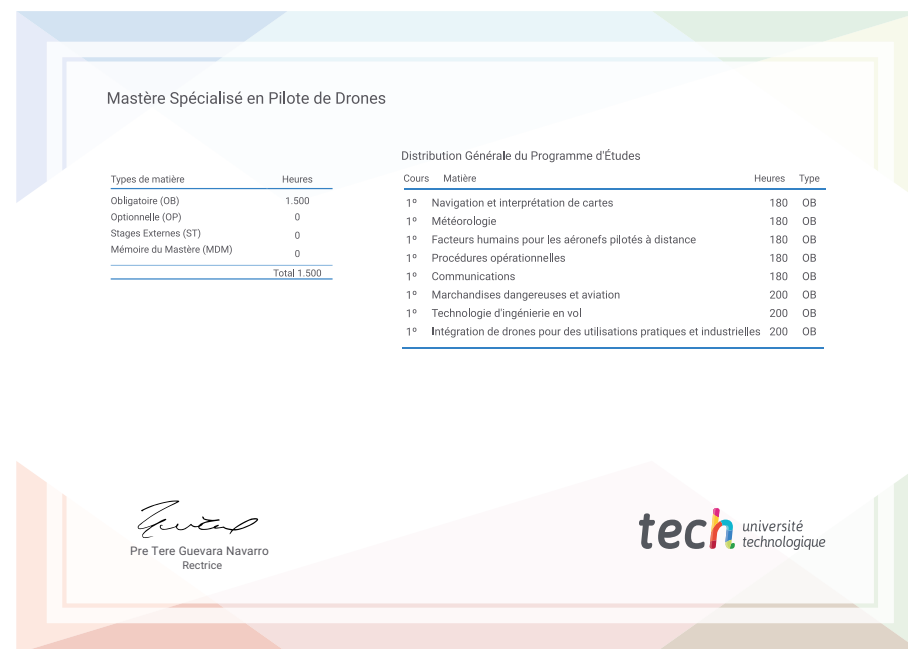 Mastère Spécialisé en Pilote de Drones
Types de matière Heures
Obligatoire (OB) 1.500
Optionnelle (OP) 0
Stages Externes (ST) 0
Mémoire du Mastère (MDM) 0
Total 1.500
Distribution Générale du Programme d'Études
Cours Matière Heures Type
1º Navigation et interprétation de cartes 180 OB
1º Météorologie 180 OB
1º Facteurs humains pour les aéronefs pilotés à distance 180 OB
1º Procédures opérationnelles 180 OB
1º Communications 180 OB
1º Marchandises dangereuses et aviation 200 OB
1º Technologie d'ingénierie en vol 200 OB
1º Intégration de drones pour des utilisations pratiques et industrielles 200 OB
Pre Tere Guevara Navarro
Rectrice
tech université
technologique